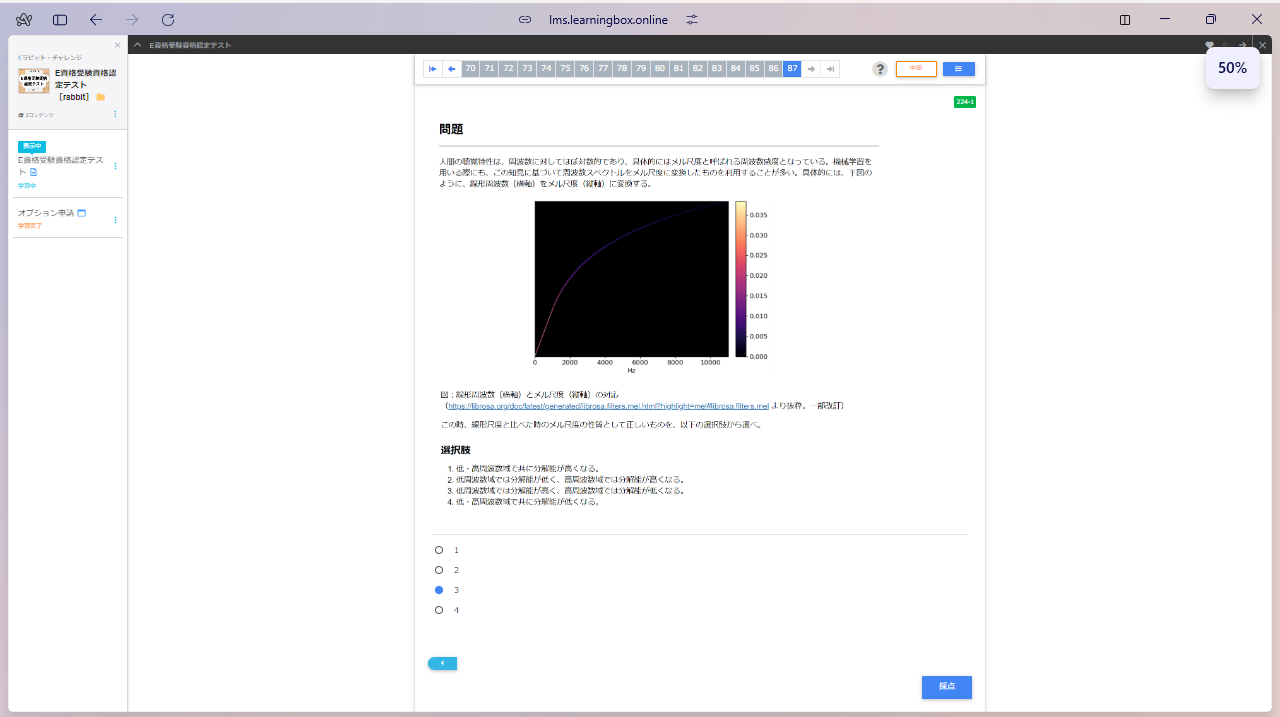 lms.learningbox.online
50%
E資格受験資格認定テスト
くラビット・チャレンジ
E資格受験資格認定テスト
[rabbit]
2コンテンツ
表示中
E資格受験資格認定テスト
学習中
オプション申請
学習完了
70 71 72 73 74 75 76 77 78 79 80 81 82 83 84 85 86 87
?
中断
224-1
問題
人間の聴覚特性は、周波数に対してほぼ対数的であり、具体的にはメル尺度と呼ばれる周波数感度となっている。機械学習を
用いる際にも、この知見に基づいて周波数スペクトルをメル尺度に変換したものを利用することが多い。具体的には、下図の
ように、線形周波数（横軸）をメル尺度（縦軸）に変換する。
0.035
0.030
0.025
0.020
0.015
0.010
0.005
0.000
0 2000 4000 6000 8000 10000
Hz
図：線形周波数（横軸）とメル尺度（縦軸）の対応
（https://librosa.org/doc/latest/generated/librosa.filters.mel.html?highlight=mel#librosa.filters.mel より抜粋。一部改訂）
この時、線形尺度と比べた時のメル尺度の性質として正しいものを、以下の選択肢から選べ。
選択肢
1. 低・高周波数域で共に分解能が高くなる。
2. 低周波数域では分解能が低く、高周波数域では分解能が高くなる。
3. 低周波数域では分解能が高く、高周波数域では分解能が低くなる。
4. 低・高周波数域で共に分解能が低くなる。
1
2
3
4
採点